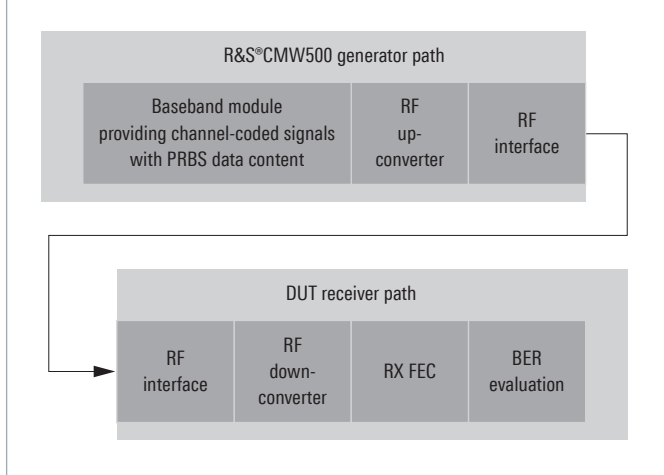 R&S®CMW500 generator path
Baseband module
providing channel-coded signals
with PRBS data content
RF
up-
converter
RF
interface
DUT receiver path
RF
interface
RF
down-
converter
RX FEC
BER
evaluation